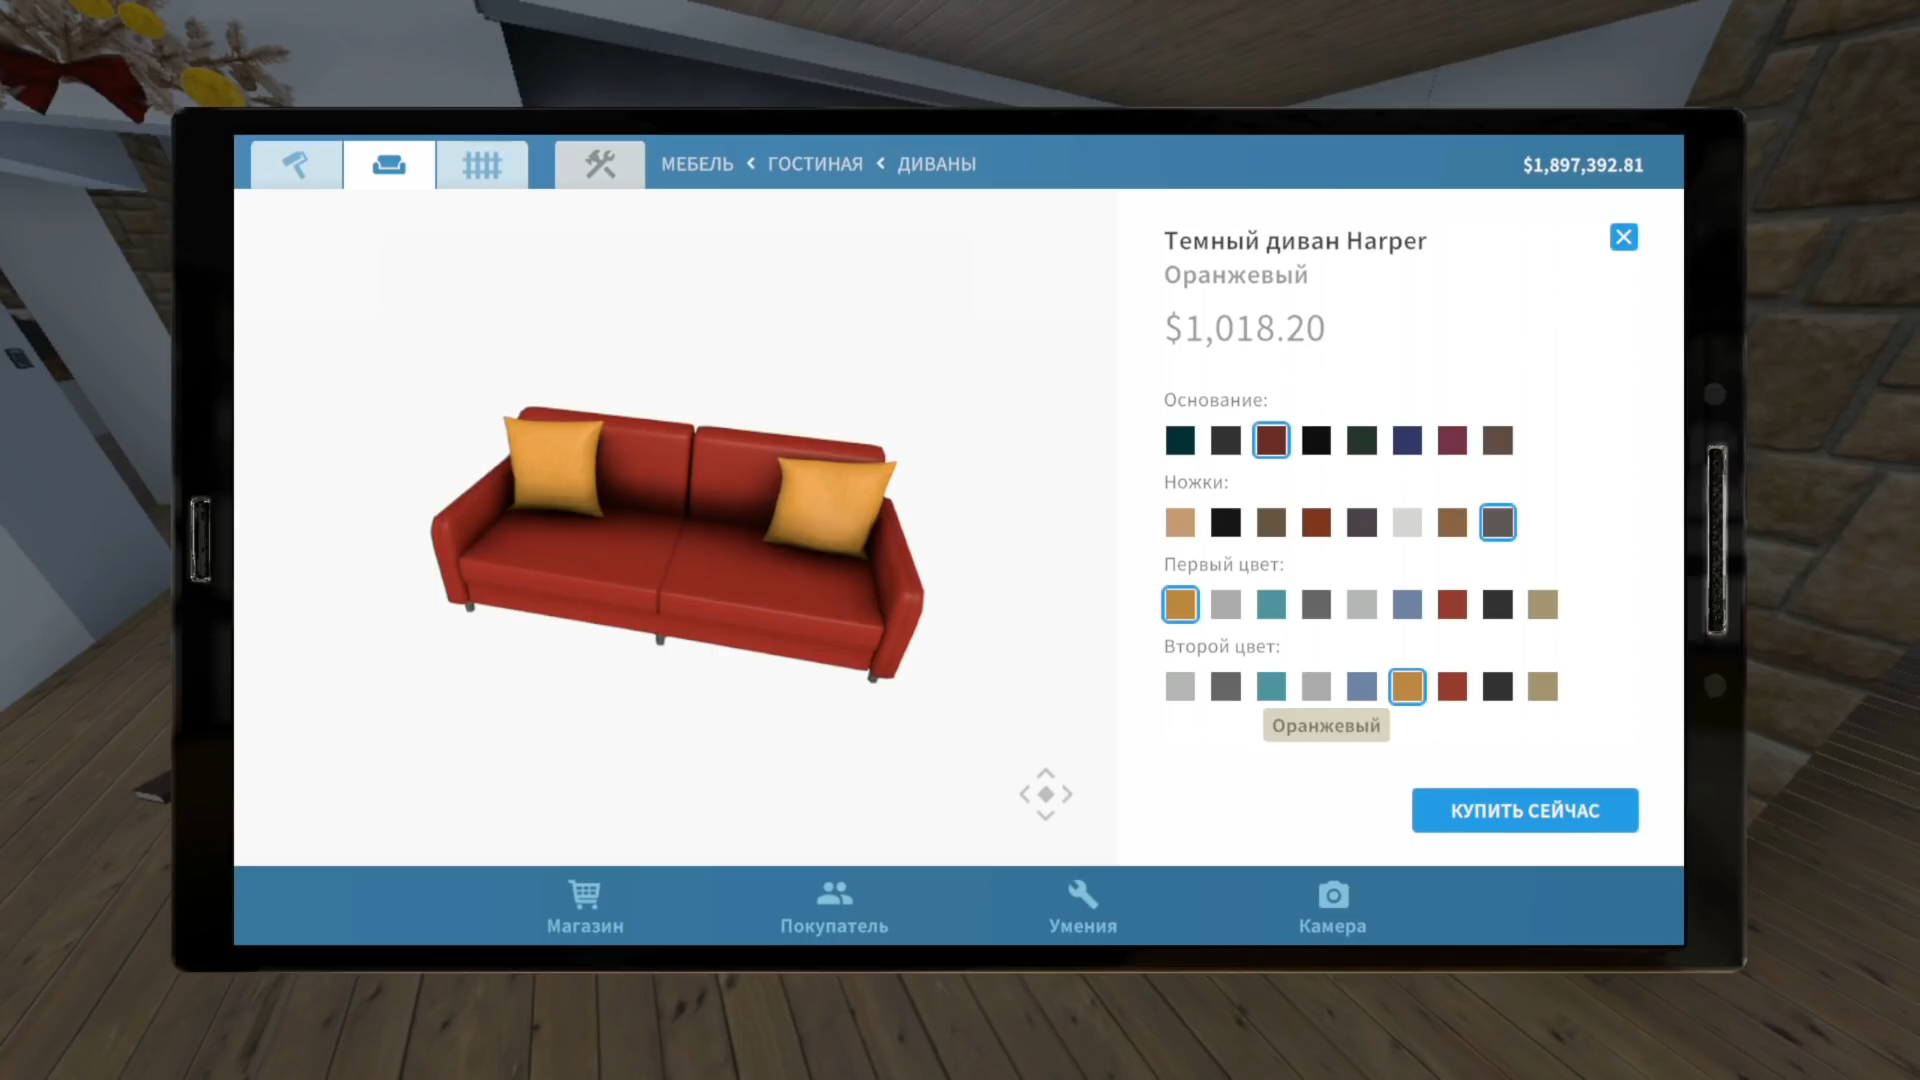 МЕБЕЛЬ < ГОСТИНАЯ < ДИВАНЫ
$1,897,392.81
Темный диван Harper
Оранжевый
$1,018.20
Основание:
Ножки:
Первый цвет:
Второй цвет:
Оранжевый
КУПИТЬ СЕЙЧАС
Магазин
Покупатель
Умения
Камера